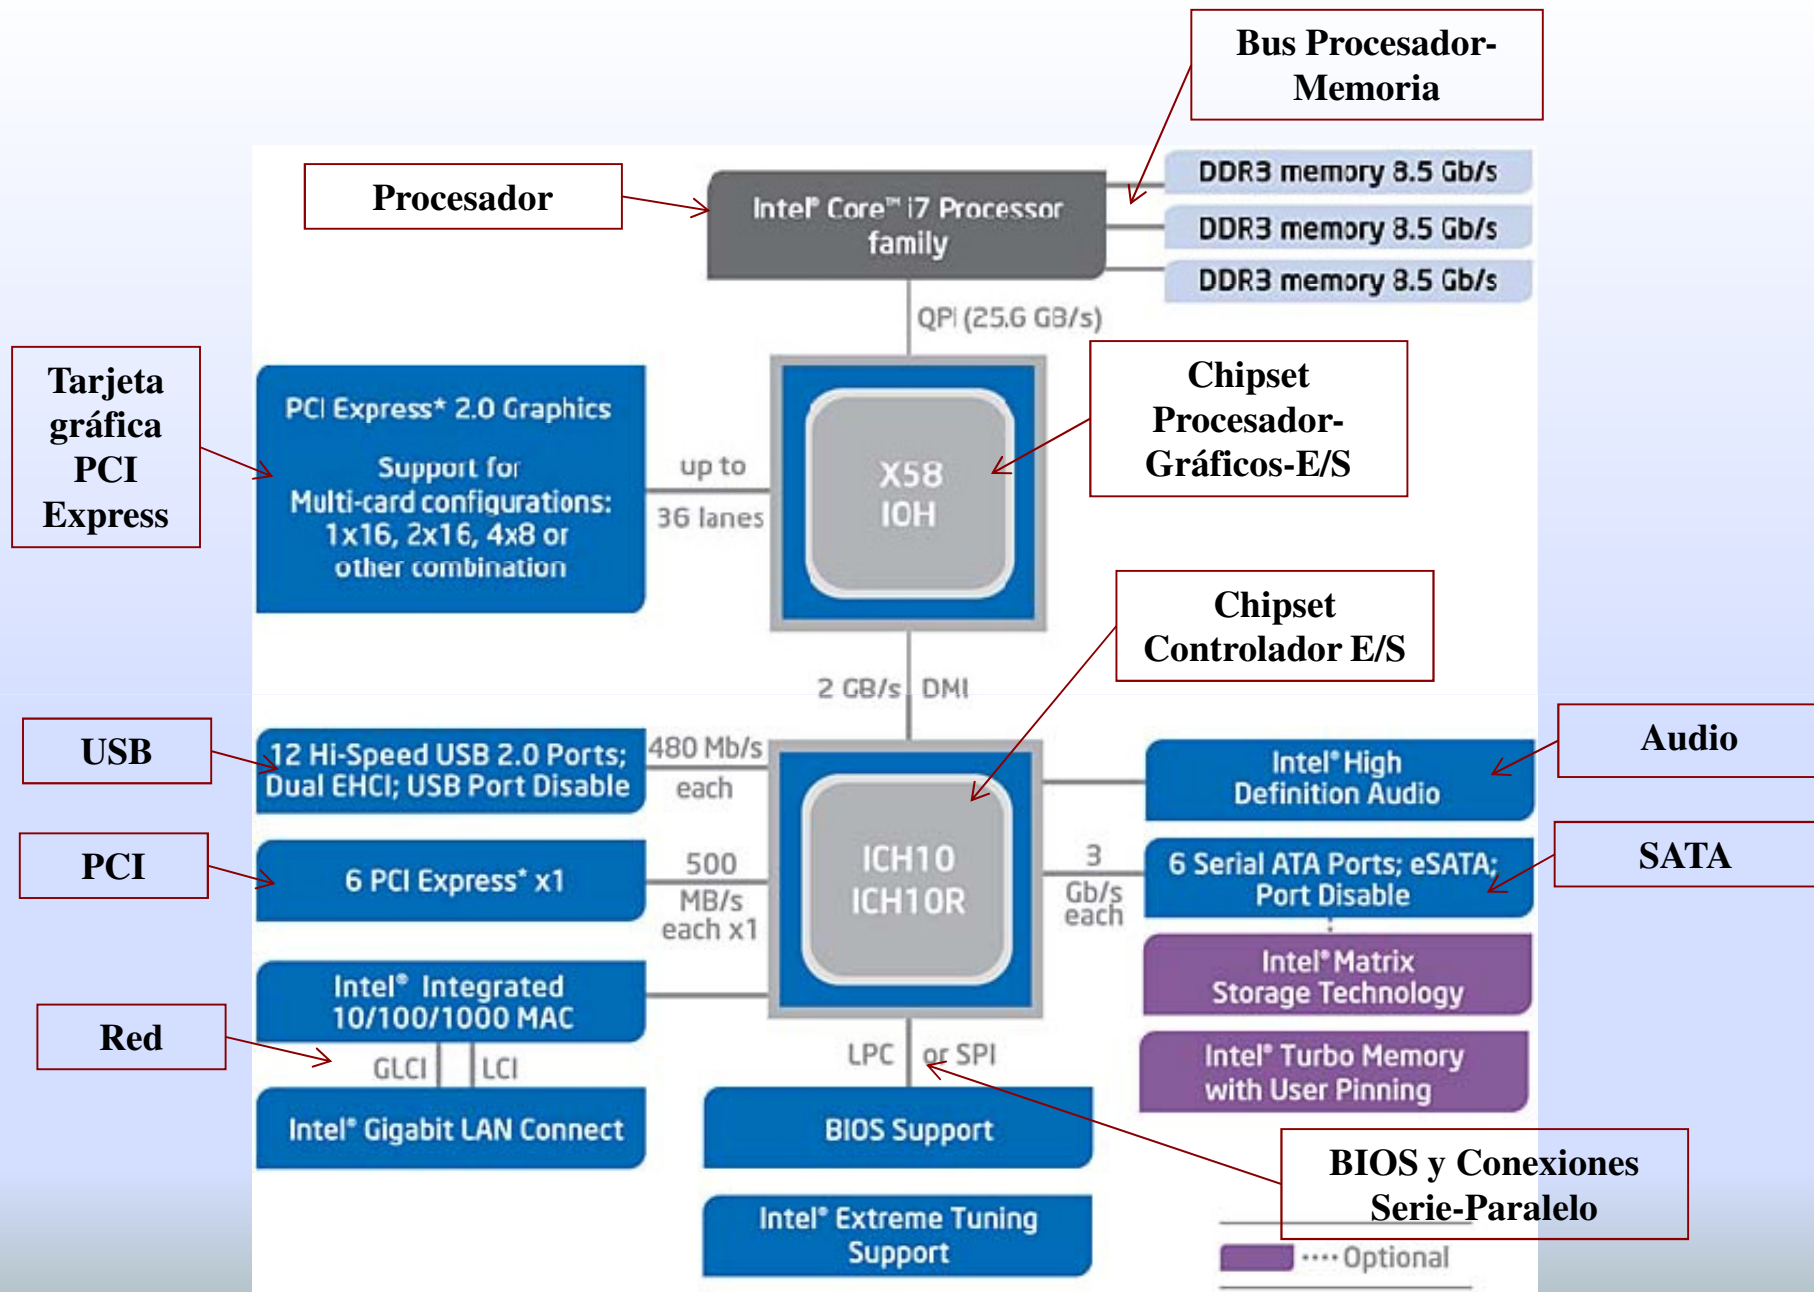 Bus Procesador-
Memoria
Procesador
Intel® Core™ i7 Processor
family
DDR3 memory 8.5 Gb/s
DDR3 memory 8.5 Gb/s
DDR3 memory 8.5 Gb/s
QPI (25.6 GB/s)
Tarjeta
gráfica
PCI
Express
PCI Express* 2.0 Graphics
Support for
Multi-card configurations:
1x16, 2x16, 4x8 or
other combination
up to
36 lanes
X58
IOH
Chipset
Procesador-
Gráficos-E/S
Chipset
Controlador E/S
2 GB/s DMI
USB
12 Hi-Speed USB 2.0 Ports;
Dual EHCI; USB Port Disable
480 Mb/s
each
Intel® High
Definition Audio
Audio
PCI
6 PCI Express* x1
500
MB/s
each x1
ICH10
ICH10R
3
Gb/s
each
6 Serial ATA Ports; eSATA;
Port Disable
SATA
Intel® Matrix
Storage Technology
Intel® Integrated
10/100/1000 MAC
Red
GLCI LCI
LPC or SPI
Intel® Turbo Memory
with User Pinning
Intel® Gigabit LAN Connect
BIOS Support
BIOS y Conexiones
Serie-Paralelo
Intel® Extreme Tuning
Support
Optional